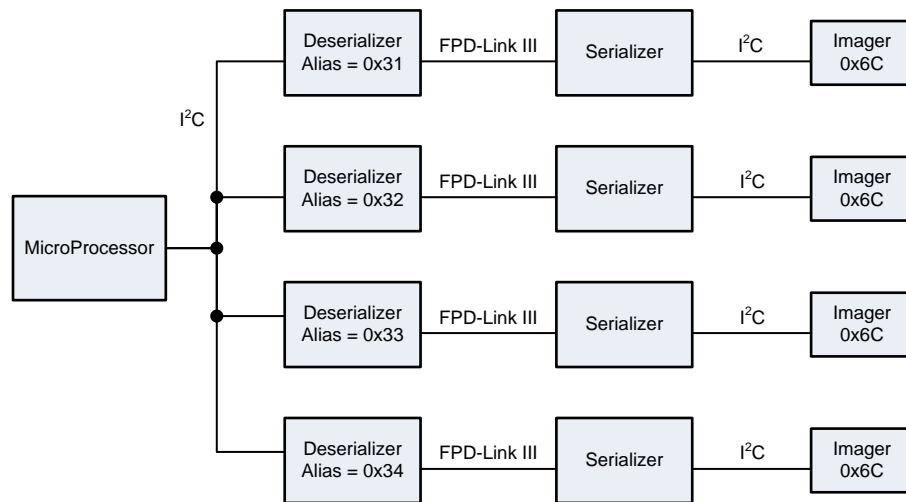 Deserializer
Alias = 0x31
FPD-Link III
Serializer
I²C
Imager
0x6C
I²C
Deserializer
Alias = 0x32
FPD-Link III
Serializer
I²C
Imager
0x6C
MicroProcessor
Deserializer
Alias = 0x33
FPD-Link III
Serializer
I²C
Imager
0x6C
Deserializer
Alias = 0x34
FPD-Link III
Serializer
I²C
Imager
0x6C